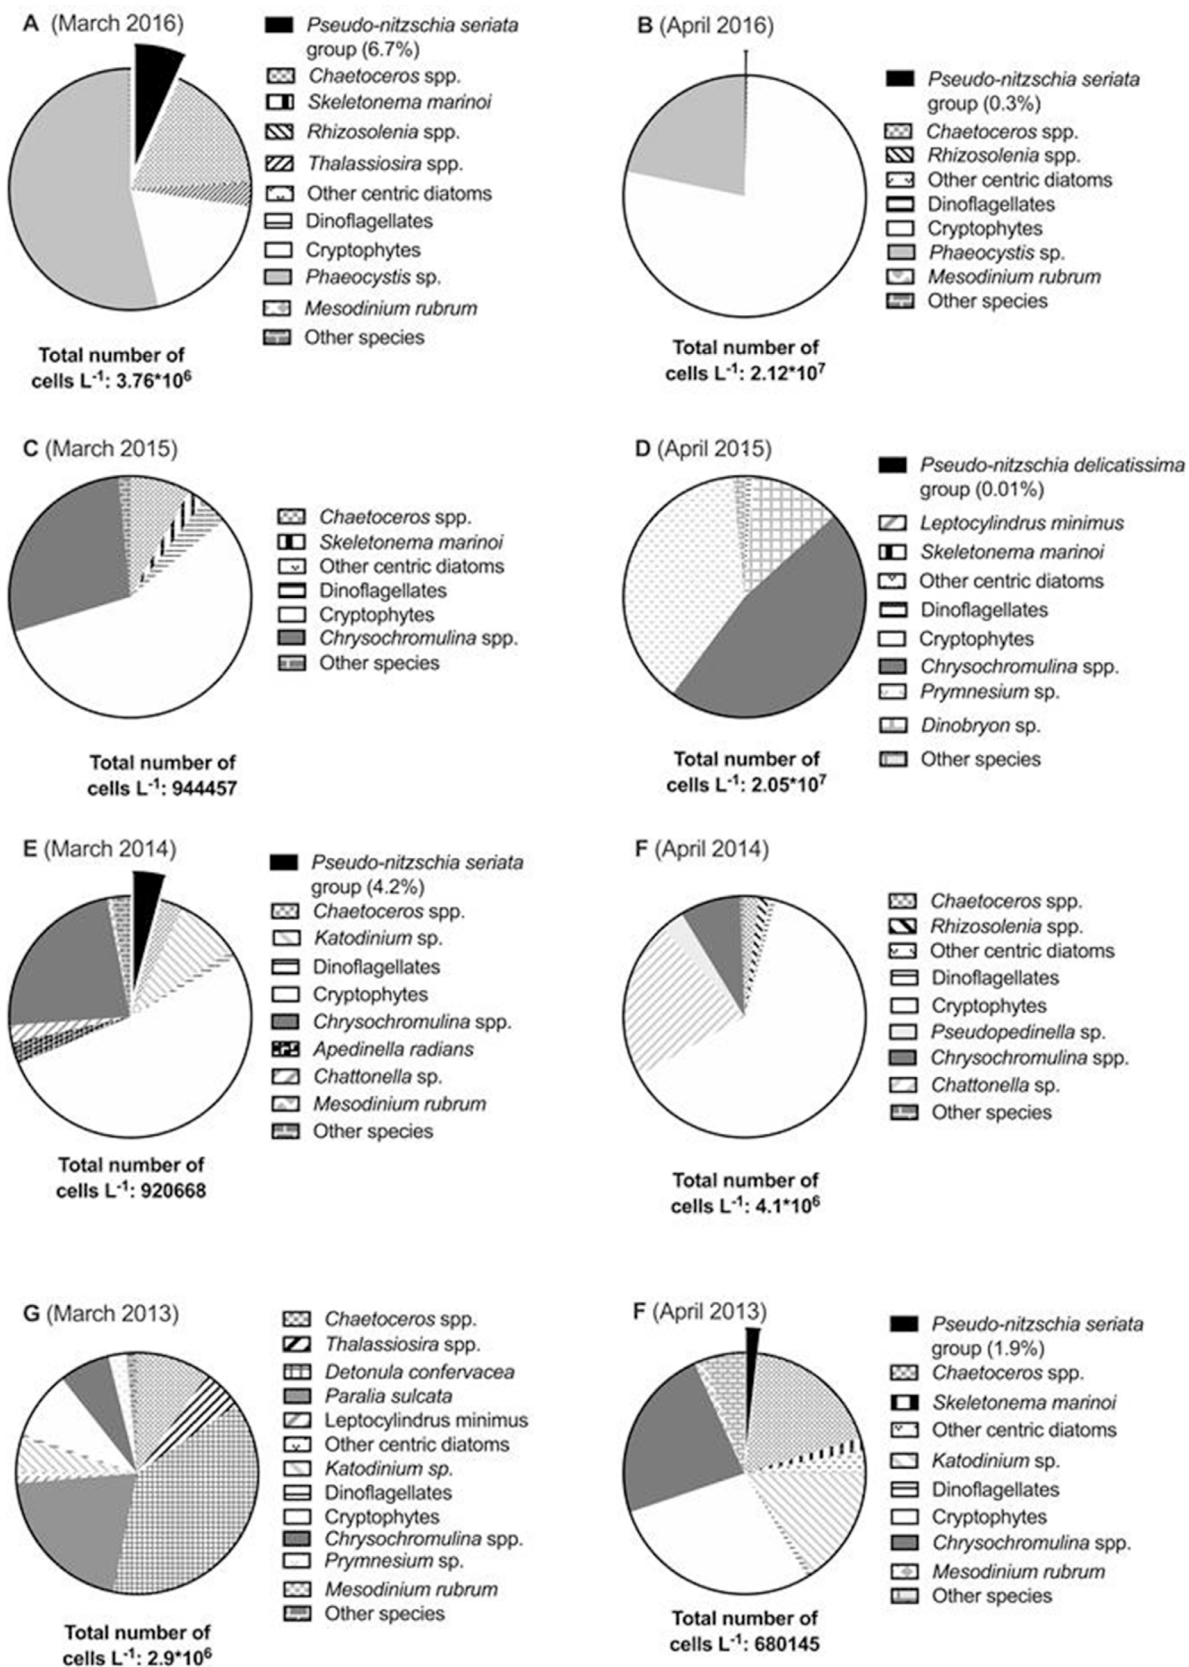 A (March 2016)
Pseudo-nitzschia seriata
group (6.7%)
Chaetoceros spp.
Skeletonema marinoi
Rhizosolenia spp.
Thalassiosira spp.
Other centric diatoms
Dinoflagellates
Cryptophytes
Phaeocystis sp.
Mesodinium rubrum
Other species
Total number of
cells L⁻¹: 3.76*10⁶
B (April 2016)
Pseudo-nitzschia seriata
group (0.3%)
Chaetoceros spp.
Rhizosolenia spp.
Other centric diatoms
Dinoflagellates
Cryptophytes
Phaeocystis sp.
Mesodinium rubrum
Other species
Total number of
cells L⁻¹: 2.12*10⁷
C (March 2015)
Chaetoceros spp.
Skeletonema marinoi
Other centric diatoms
Dinoflagellates
Cryptophytes
Chrysochromulina spp.
Other species
Total number of
cells L⁻¹: 944457
D (April 2015)
Pseudo-nitzschia delicatissima
group (0.01%)
Leptocylindrus minimus
Skeletonema marinoi
Other centric diatoms
Dinoflagellates
Cryptophytes
Chrysochromulina spp.
Prymnesium sp.
Dinobryon sp.
Other species
Total number of
cells L⁻¹: 2.05*10⁷
E (March 2014)
Pseudo-nitzschia seriata
group (4.2%)
Chaetoceros spp.
Katodinium sp.
Dinoflagellates
Cryptophytes
Chrysochromulina spp.
Apedinella radians
Chattonella sp.
Mesodinium rubrum
Other species
Total number of
cells L⁻¹: 920668
F (April 2014)
Chaetoceros spp.
Rhizosolenia spp.
Other centric diatoms
Dinoflagellates
Cryptophytes
Pseudopedinella sp.
Chrysochromulina spp.
Chattonella sp.
Other species
Total number of
cells L⁻¹: 4.1*10⁶
G (March 2013)
Chaetoceros spp.
Thalassiosira spp.
Detonula confervacea
Paralia sulcata
Leptocylindrus minimus
Other centric diatoms
Katodinium sp.
Dinoflagellates
Cryptophytes
Chrysochromulina spp.
Prymnesium sp.
Mesodinium rubrum
Other species
Total number of
cells L⁻¹: 2.9*10⁶
F (April 2013)
Pseudo-nitzschia seriata
group (1.9%)
Chaetoceros spp.
Skeletonema marinoi
Other centric diatoms
Katodinium sp.
Dinoflagellates
Cryptophytes
Chrysochromulina spp.
Mesodinium rubrum
Other species
Total number of
cells L⁻¹: 680145